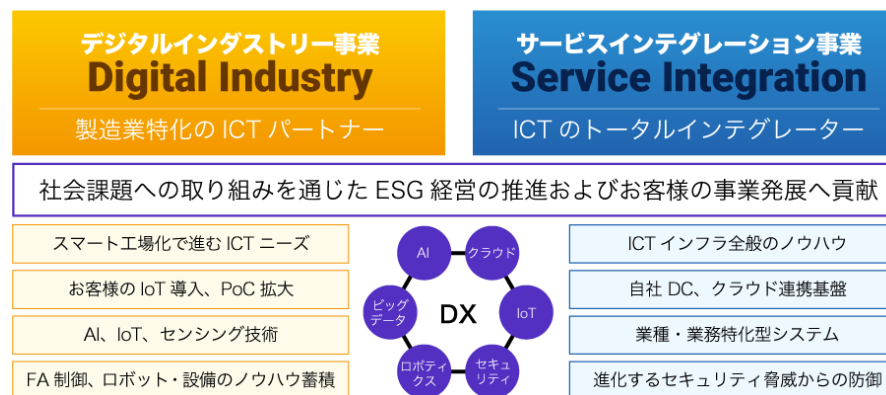 デジタルインダストリー事業
Digital Industry
製造業特化の ICT パートナー
サービスインテグレーション事業
Service Integration
ICT のトータルインテグレーター
社会課題への取り組みを通じた ESG 経営の推進およびお客様の事業発展へ貢献
スマート工場化で進む ICT ニーズ
お客様の IoT 導入、PoC 拡大
AI、IoT、センシング技術
FA 制御、ロボット・設備のノウハウ蓄積
AI
クラウド
ビッグ
データ
DX
IoT
ロボティ
クス
セキュ
リティ
ICT インフラ全般のノウハウ
自社 DC、クラウド連携基盤
業種・業務特化型システム
進化するセキュリティ脅威からの防御